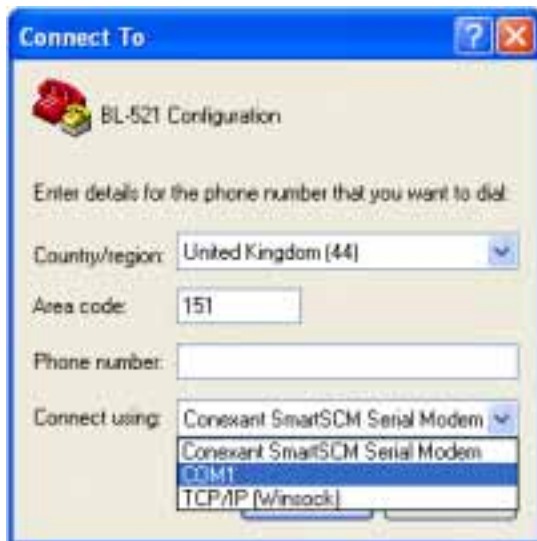 Connect To
BL-521 Configuration
Enter details for the phone number that you want to dial:
Country/region: United Kingdom (44)
Area code: 151
Phone number:
Connect using: Conexant SmartSCM Serial Modem
Conexant SmartSCM Serial Modem
COM1
TCP/IP (Winsock)